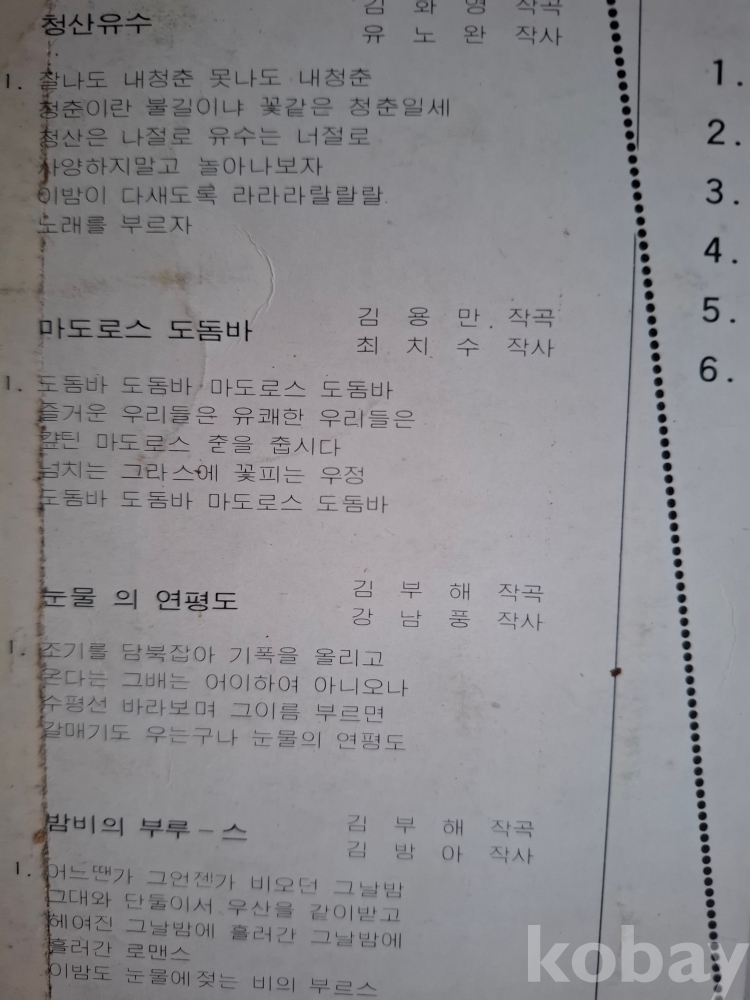 청산유수
김 화 영 작곡
유 노 완 작사
1. 잘나도 내청춘 못나도 내청춘
청춘이란 불길이냐 꽃같은 청춘일세
청산은 나절로 유수는 너절로
사양하지말고 놀아나보자
이밤이 다새도록 라라라랄랄랄
노래를 부르자
마도로스 도돔바
김 용 만 작곡
최 치 수 작사
1. 도돔바 도돔바 마도로스 도돔바
즐거운 우리들은 유쾌한 우리들은
캎틴 마도로스 춤을 춥시다
넘치는 그라스에 꽃피는 우정
도돔바 도돔바 마도로스 도돔바
눈물 의 연평도
김 부 해 작곡
강 남 풍 작사
1. 조기를 담북잡아 기폭을 올리고
온다는 그배는 어이하여 아니오나
수평선 바라보며 그이름 부르면
갈매기도 우는구나 눈물의 연평도
밤비의 부루-스
김 부 해 작곡
김 방 아 작사
1. 어느땐가 그언젠가 비오던 그날밤
그대와 단둘이서 우산을 같이받고
헤여진 그날밤에 흘러간 그날밤에
흘러간 로맨스
이밤도 눈물에젖는 비의 부르스
1.
2.
3.
4.
5.
6.
kobay